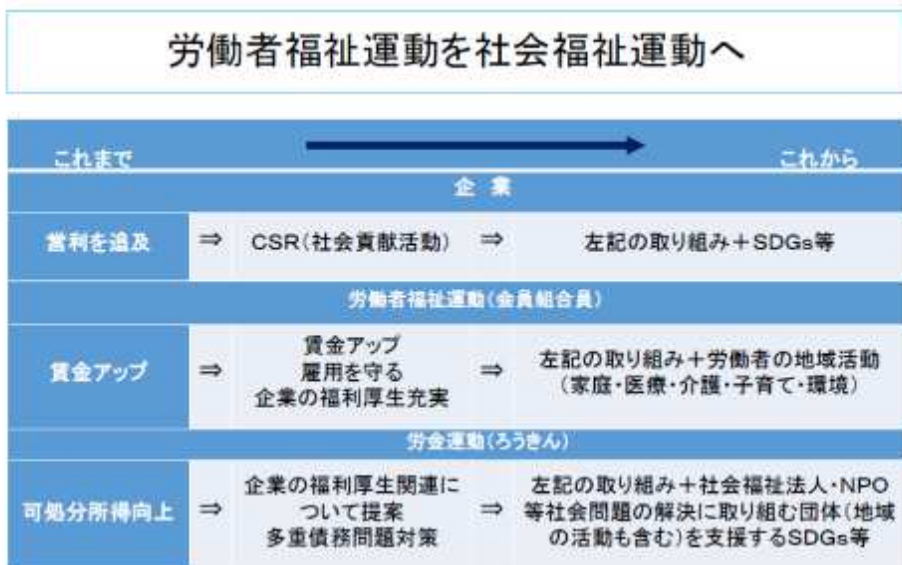 労働者福祉運動を社会福祉運動へ
これまで これから
企 業
営利を追及 ⇒ CSR(社会貢献活動) ⇒ 左記の取り組み+SDGs等
労働者福祉運動(会員組合員)
賃金アップ ⇒ 賃金アップ
雇用を守る
企業の福利厚生充実 ⇒ 左記の取り組み+労働者の地域活動
(家庭・医療・介護・子育て・環境)
労金運動(ろうきん)
可処分所得向上 ⇒ 企業の福利厚生関連に
ついて提案
多重債務問題対策 ⇒ 左記の取り組み+社会福祉法人・NPO
等社会問題の解決に取り組む団体(地域
の活動も含む)を支援するSDGs等